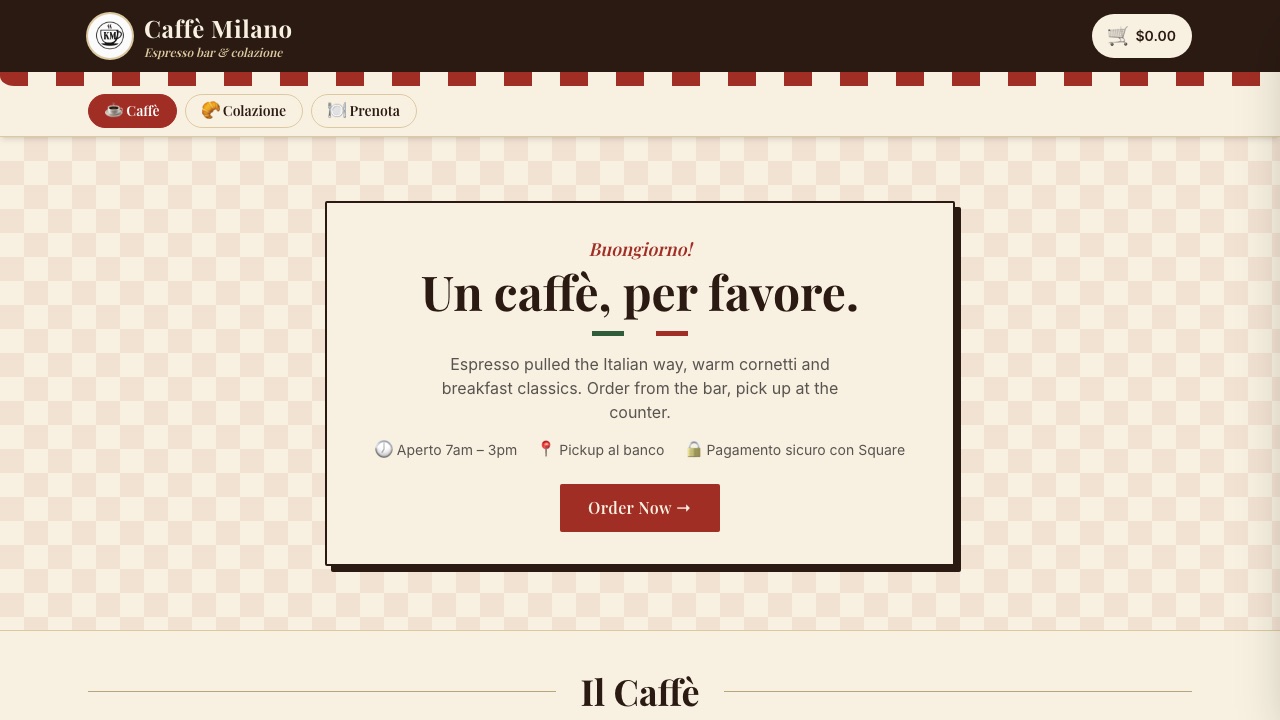 KM
Caffè Milano
Espresso bar & colazione
$0.00
Caffè
Colazione
Prenota
Buongiorno!
Un caffè, per favore.
Espresso pulled the Italian way, warm cornetti and
breakfast classics. Order from the bar, pick up at the
counter.
Aperto 7am – 3pm
Pickup al banco
Pagamento sicuro con Square
Order Now →
Il Caffè